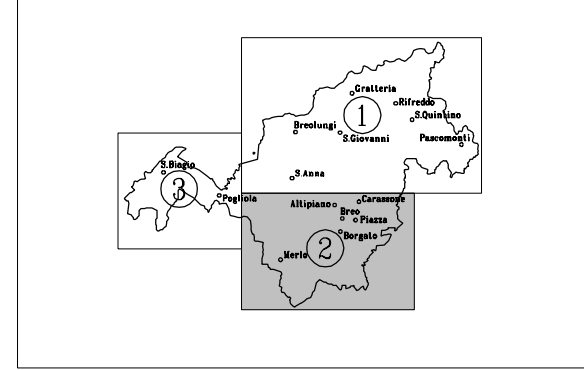 Gratteria
Rifreddo
1
S.Quintino
Breolungi
S.Giovanni
Pascomonti
S.Biagio
S.Anna
3
Pogliola
Carassone
Altipiano
Breo
Piazza
Borgato
2
Merlo